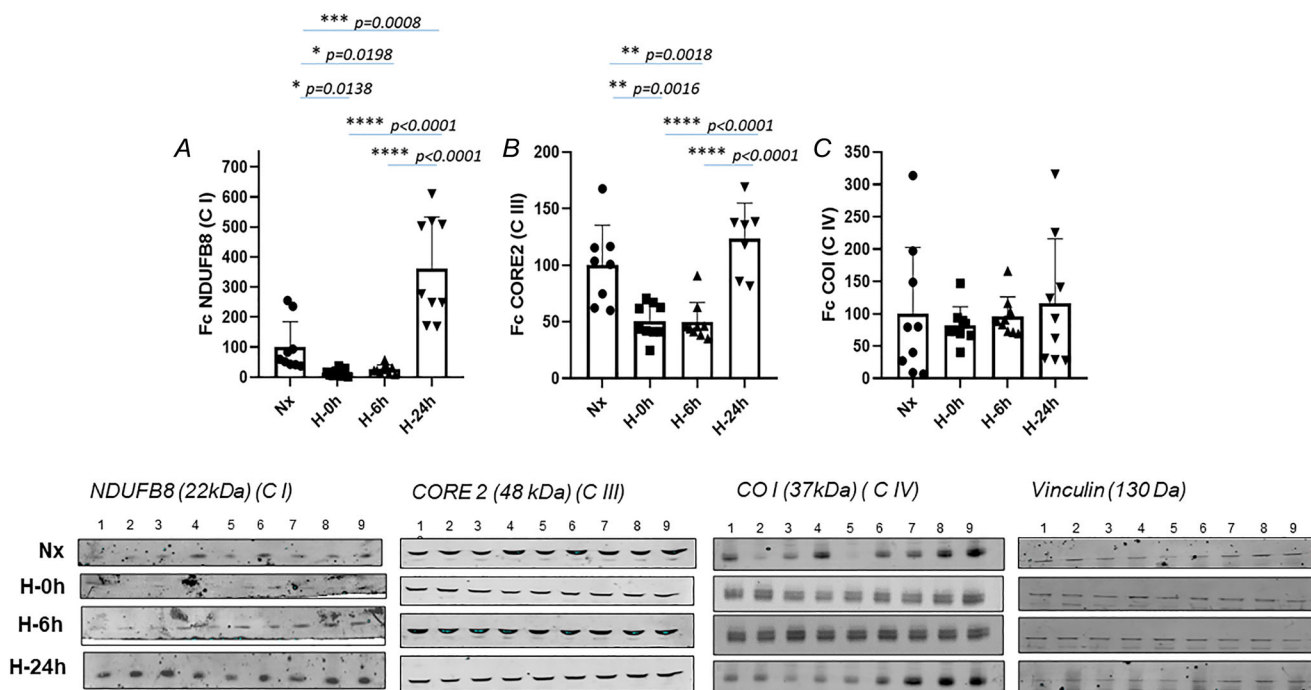 *** p=0.0008
* p=0.0198
* p=0.0138
**** p<0.0001
**** p<0.0001
** p=0.0018
** p=0.0016
**** p<0.0001
**** p<0.0001
A
Fc NDUFB8 (C I)
700
600
500
400
300
200
100
0
Nx H-0h H-6h H-24h
B
Fc CORE2 (C III)
200
150
100
50
0
Nx H-0h H-6h H-24h
C
Fc COI (C IV)
350
300
250
200
150
100
50
0
Nx H-0h H-6h H-24h
NDUFB8 (22kDa) (C I)
1 2 3 4 5 6 7 8 9
CORE 2 (48 kDa) (C III)
1 2 3 4 5 6 7 8 9
CO I (37kDa) ( C IV)
1 2 3 4 5 6 7 8 9
Vinculin (130 Da)
1 2 3 4 5 6 7 8 9
Nx
H-0h
H-6h
H-24h